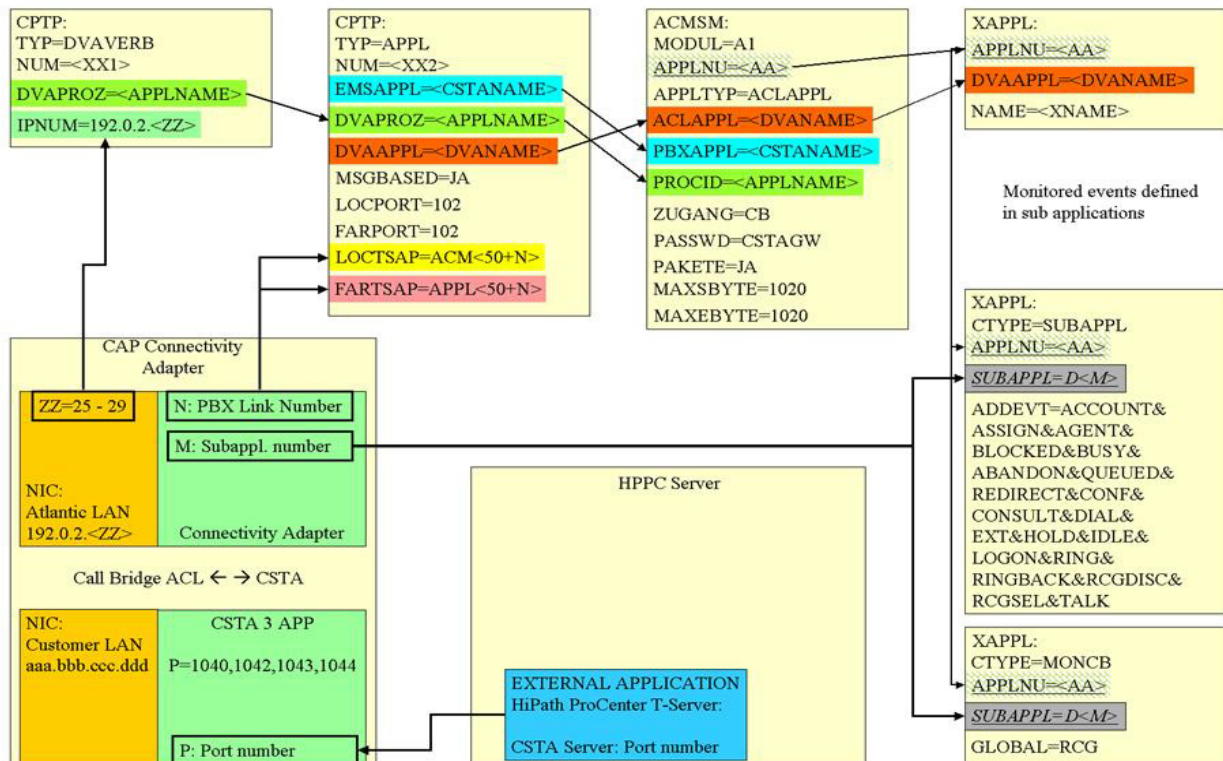 CPTP:
TYP=DVAVERB
NUM=<XX1>
DVAPROZ=<APPLNAME>
IPNUM=192.0.2.<ZZ>
CPTP:
TYP=APPL
NUM=<XX2>
EMSAPPL=<CSTANAME>
DVAPROZ=<APPLNAME>
DVAAPPL=<DVANAME>
MSGBASED=JA
LOCPORT=102
FARPORT=102
LOCTSAP=ACM<50+N>
FARTSAP=APPL<50+N>
ACMSM:
MODUL=A1
APPLNU=<AA>
APPLTYP=ACLAPPL
ACLAPPL=<DVANAME>
PBXAPPL=<CSTANAME>
PROCID=<APPLNAME>
ZUGANG=CB
PASSWD=CSTAGW
PAKETE=JA
MAXSBYTE=1020
MAXEBYTE=1020
XAPPL:
APPLNU=<AA>
DVAAPPL=<DVANAME>
NAME=<XNAME>
Monitored events defined
in sub applications
XAPPL:
CTYPE=SUBAPPL
APPLNU=<AA>
SUBAPPL=D<M>
ADDEVT=ACCOUNT&
ASSIGN&AGENT&
BLOCKED&BUSY&
ABANDON&QUEUED&
REDIRECT&CONF&
CONSULT&DIAL&
EXT&HOLD&IDLE&
LOGON&RING&
RINGBACK&RCGDISC&
RCGSEL&TALK
XAPPL:
CTYPE=MONCB
APPLNU=<AA>
SUBAPPL=D<M>
GLOBAL=RCG
CAP Connectivity
Adapter
ZZ=25 - 29
N: PBX Link Number
M: Subappl. number
NIC:
Atlantic LAN
192.0.2.<ZZ>
Connectivity Adapter
Call Bridge ACL ← → CSTA
NIC:
Customer LAN
aaa.bbb.ccc.ddd
CSTA 3 APP
P=1040,1042,1043,1044
P: Port number
HPPC Server
EXTERNAL APPLICATION
HiPath ProCenter T-Server:
CSTA Server: Port number